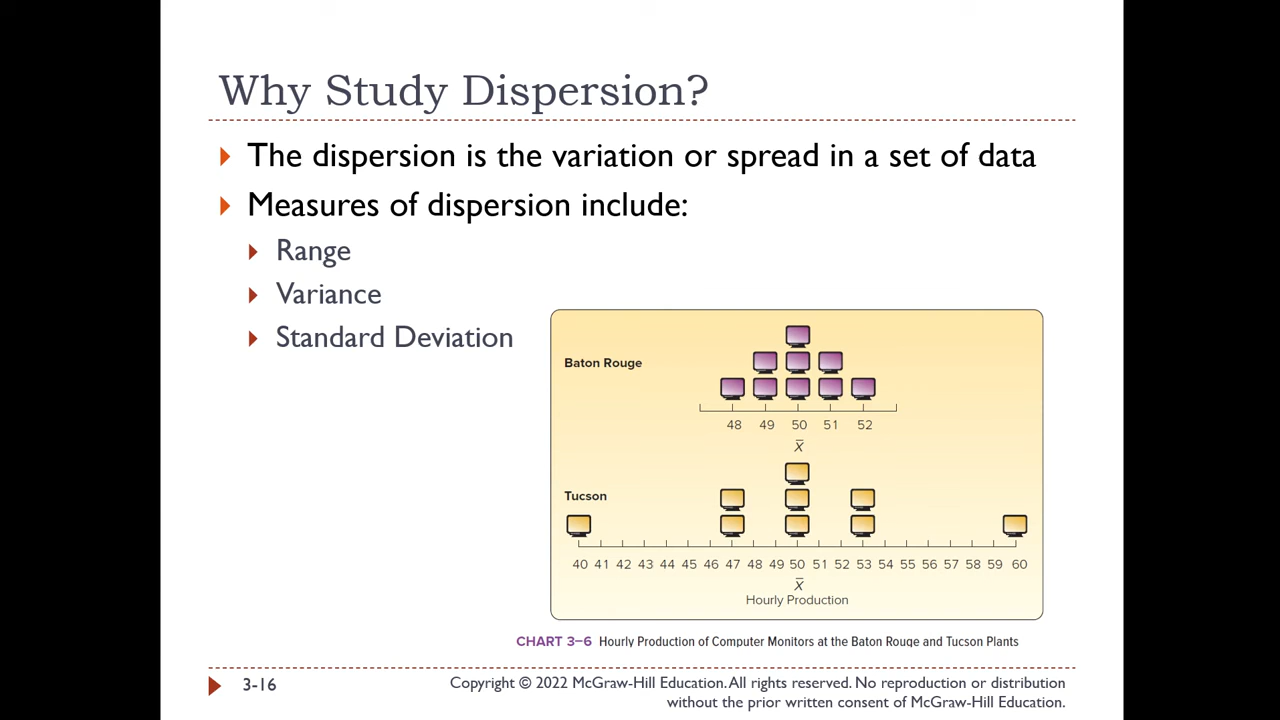 Why Study Dispersion?
The dispersion is the variation or spread in a set of data
Measures of dispersion include:
Range
Variance
Standard Deviation
Baton Rouge
48 49 50 51 52
X̄
Tucson
40 41 42 43 44 45 46 47 48 49 50 51 52 53 54 55 56 57 58 59 60
X̄
Hourly Production
CHART 3–6 Hourly Production of Computer Monitors at the Baton Rouge and Tucson Plants
3-16
Copyright © 2022 McGraw-Hill Education. All rights reserved. No reproduction or distribution
without the prior written consent of McGraw-Hill Education.